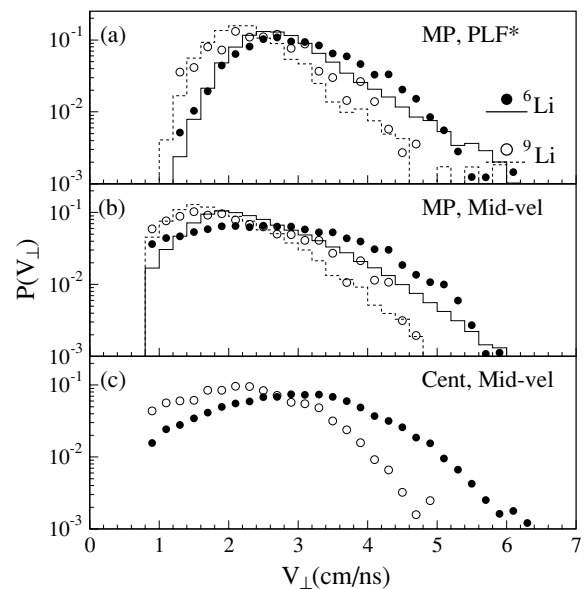 (a) MP, PLF*
⁶Li
⁹Li
10⁻¹
10⁻²
10⁻³
(b) MP, Mid-vel
10⁻¹
10⁻²
10⁻³
P(V⊥)
(c) Cent, Mid-vel
10⁻¹
10⁻²
10⁻³
0 1 2 3 4 5 6 7
V⊥(cm/ns)